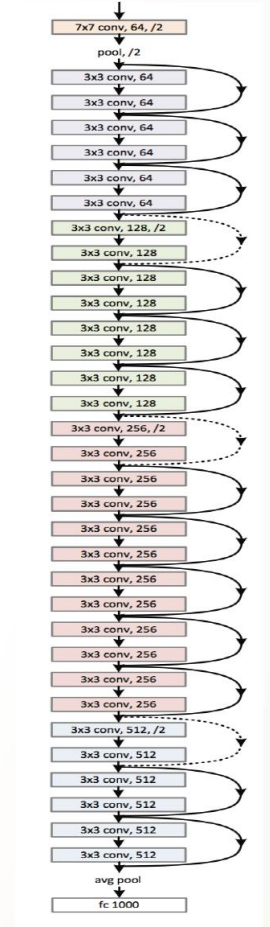 7x7 conv, 64, /2
pool, /2
3x3 conv, 64
3x3 conv, 64
3x3 conv, 64
3x3 conv, 64
3x3 conv, 64
3x3 conv, 64
3x3 conv, 128, /2
3x3 conv, 128
3x3 conv, 128
3x3 conv, 128
3x3 conv, 128
3x3 conv, 128
3x3 conv, 128
3x3 conv, 128
3x3 conv, 256, /2
3x3 conv, 256
3x3 conv, 256
3x3 conv, 256
3x3 conv, 256
3x3 conv, 256
3x3 conv, 256
3x3 conv, 256
3x3 conv, 256
3x3 conv, 256
3x3 conv, 256
3x3 conv, 256
3x3 conv, 512, /2
3x3 conv, 512
3x3 conv, 512
3x3 conv, 512
3x3 conv, 512
3x3 conv, 512
avg pool
fc 1000